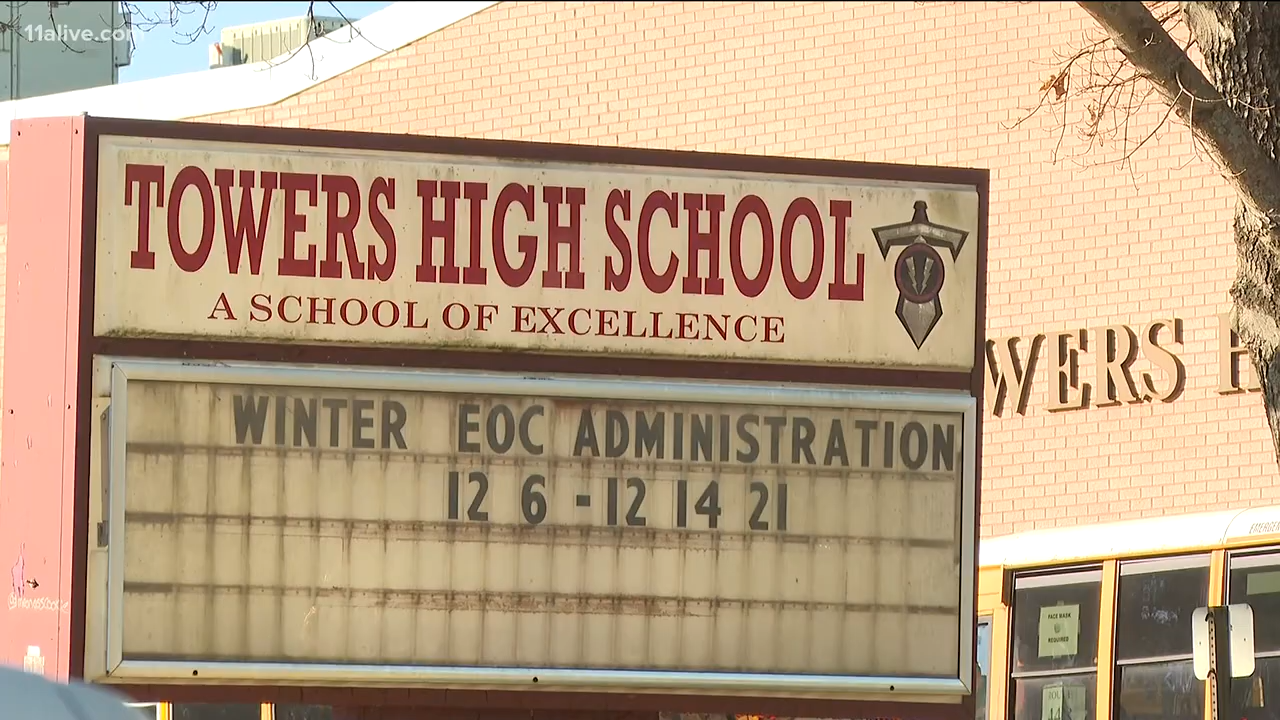 11alive.com
TOWERS HIGH SCHOOL
A SCHOOL OF EXCELLENCE
WERS H
WINTER EOC ADMINISTRATION
12 6 - 12 14 21
EMERGEN
FACE MASK
REQUIRED